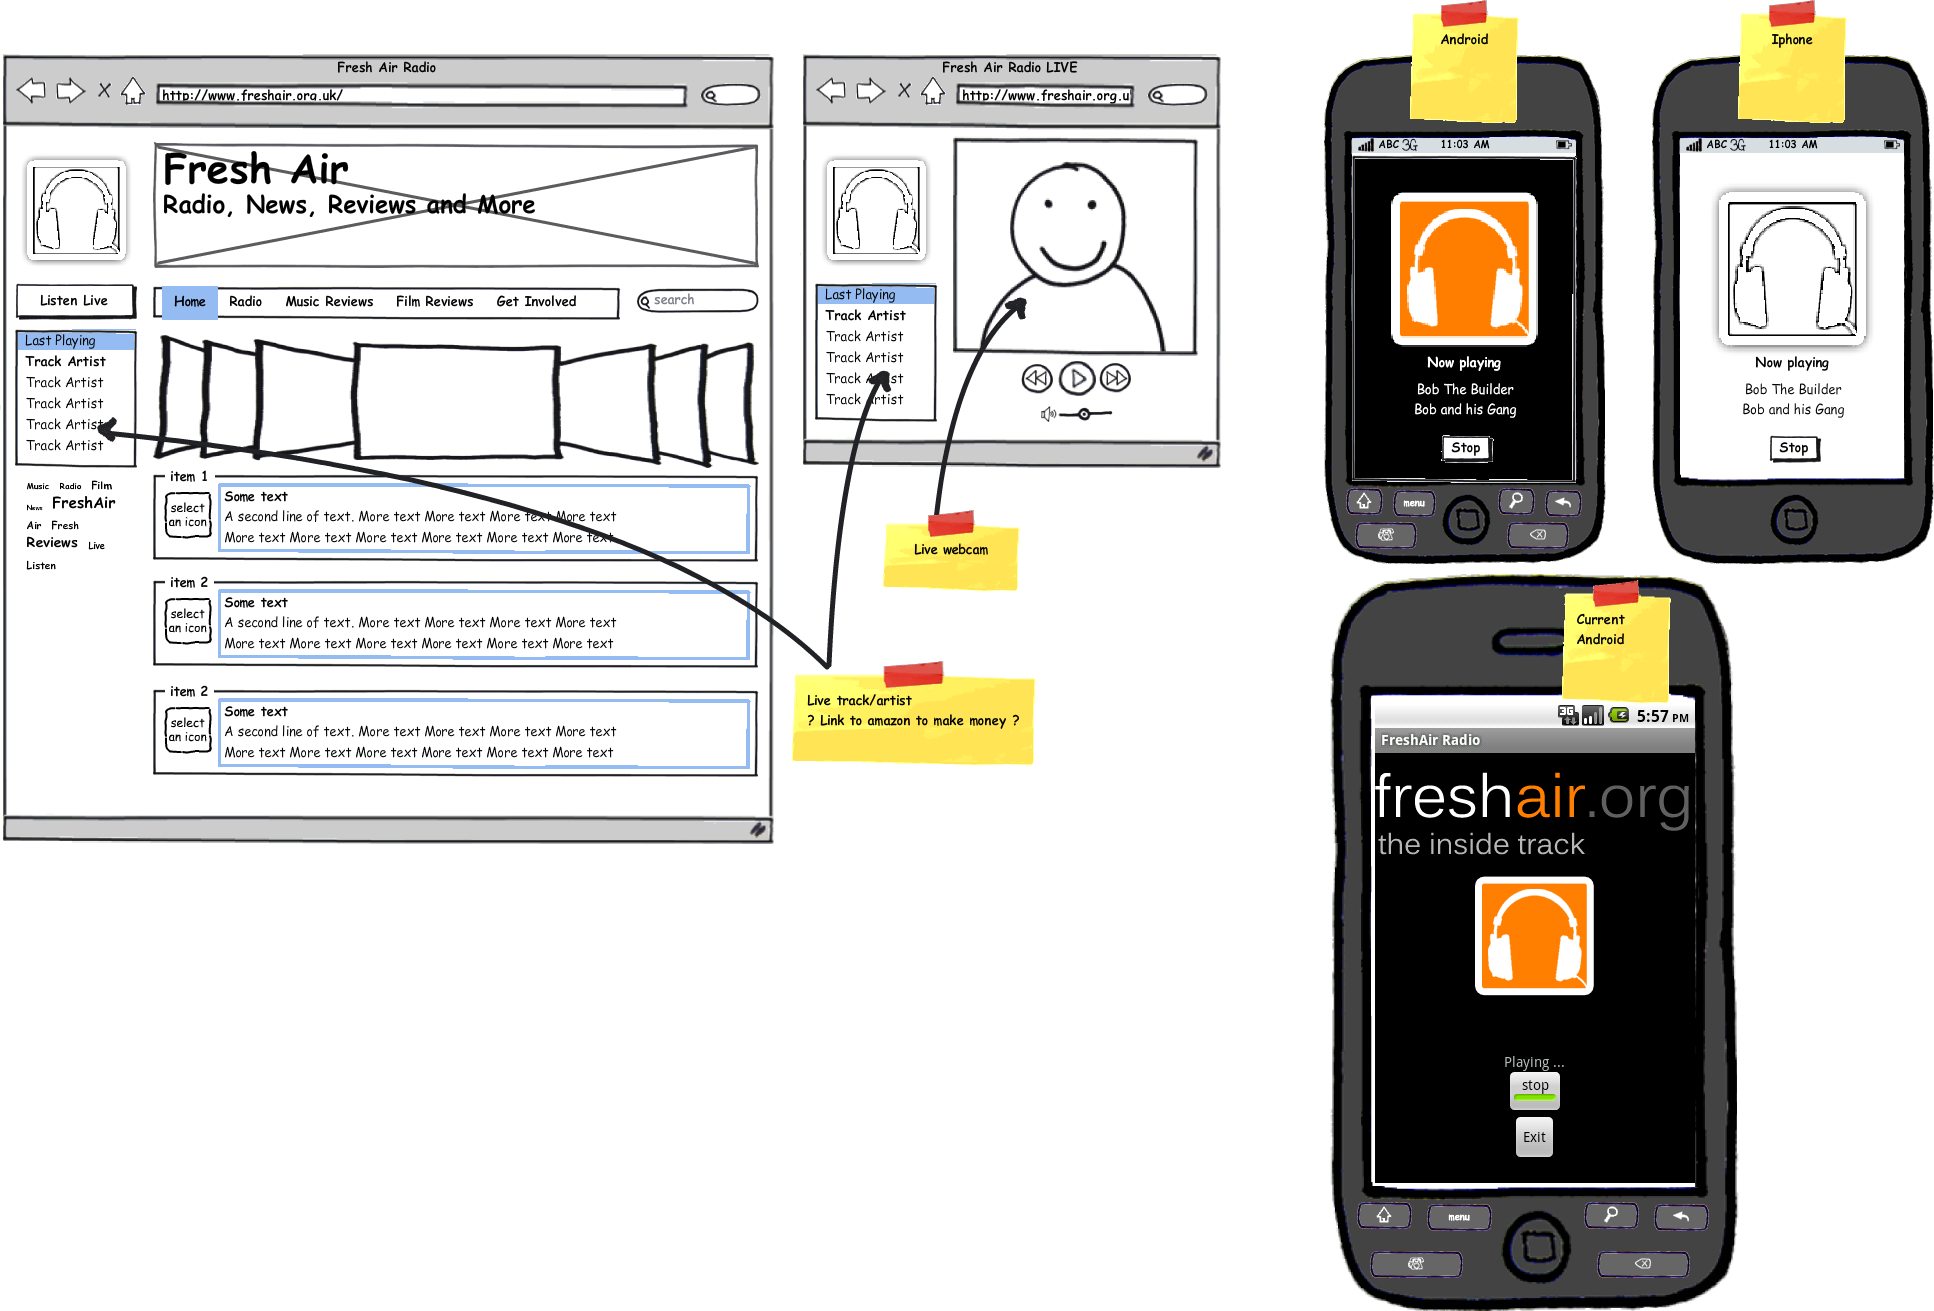 Fresh Air Radio
http://www.freshair.org.uk/
Fresh Air
Radio, News, Reviews and More
Listen Live
Home Radio Music Reviews Film Reviews Get Involved
search
Last Playing
Track Artist
Track Artist
Track Artist
Track Artist
Track Artist
Music Radio Film
News FreshAir
Air Fresh
Reviews Live
Listen
item 1
select
an icon
Some text
A second line of text. More text More text More text More text
More text More text More text More text More text More text
item 2
select
an icon
Some text
A second line of text. More text More text More text More text
More text More text More text More text More text More text
item 2
select
an icon
Some text
A second line of text. More text More text More text More text
More text More text More text More text More text More text
Fresh Air Radio LIVE
http://www.freshair.org.u
Last Playing
Track Artist
Track Artist
Track Artist
Track Artist
Track Artist
Live webcam
Live track/artist
? Link to amazon to make money ?
Android
ABC 3G 11:03 AM
Now playing
Bob The Builder
Bob and his Gang
Stop
menu
Iphone
ABC 3G 11:03 AM
Now playing
Bob The Builder
Bob and his Gang
Stop
Current
Android
3G 5:57 PM
FreshAir Radio
freshair.org
the inside track
Playing ...
stop
Exit
menu